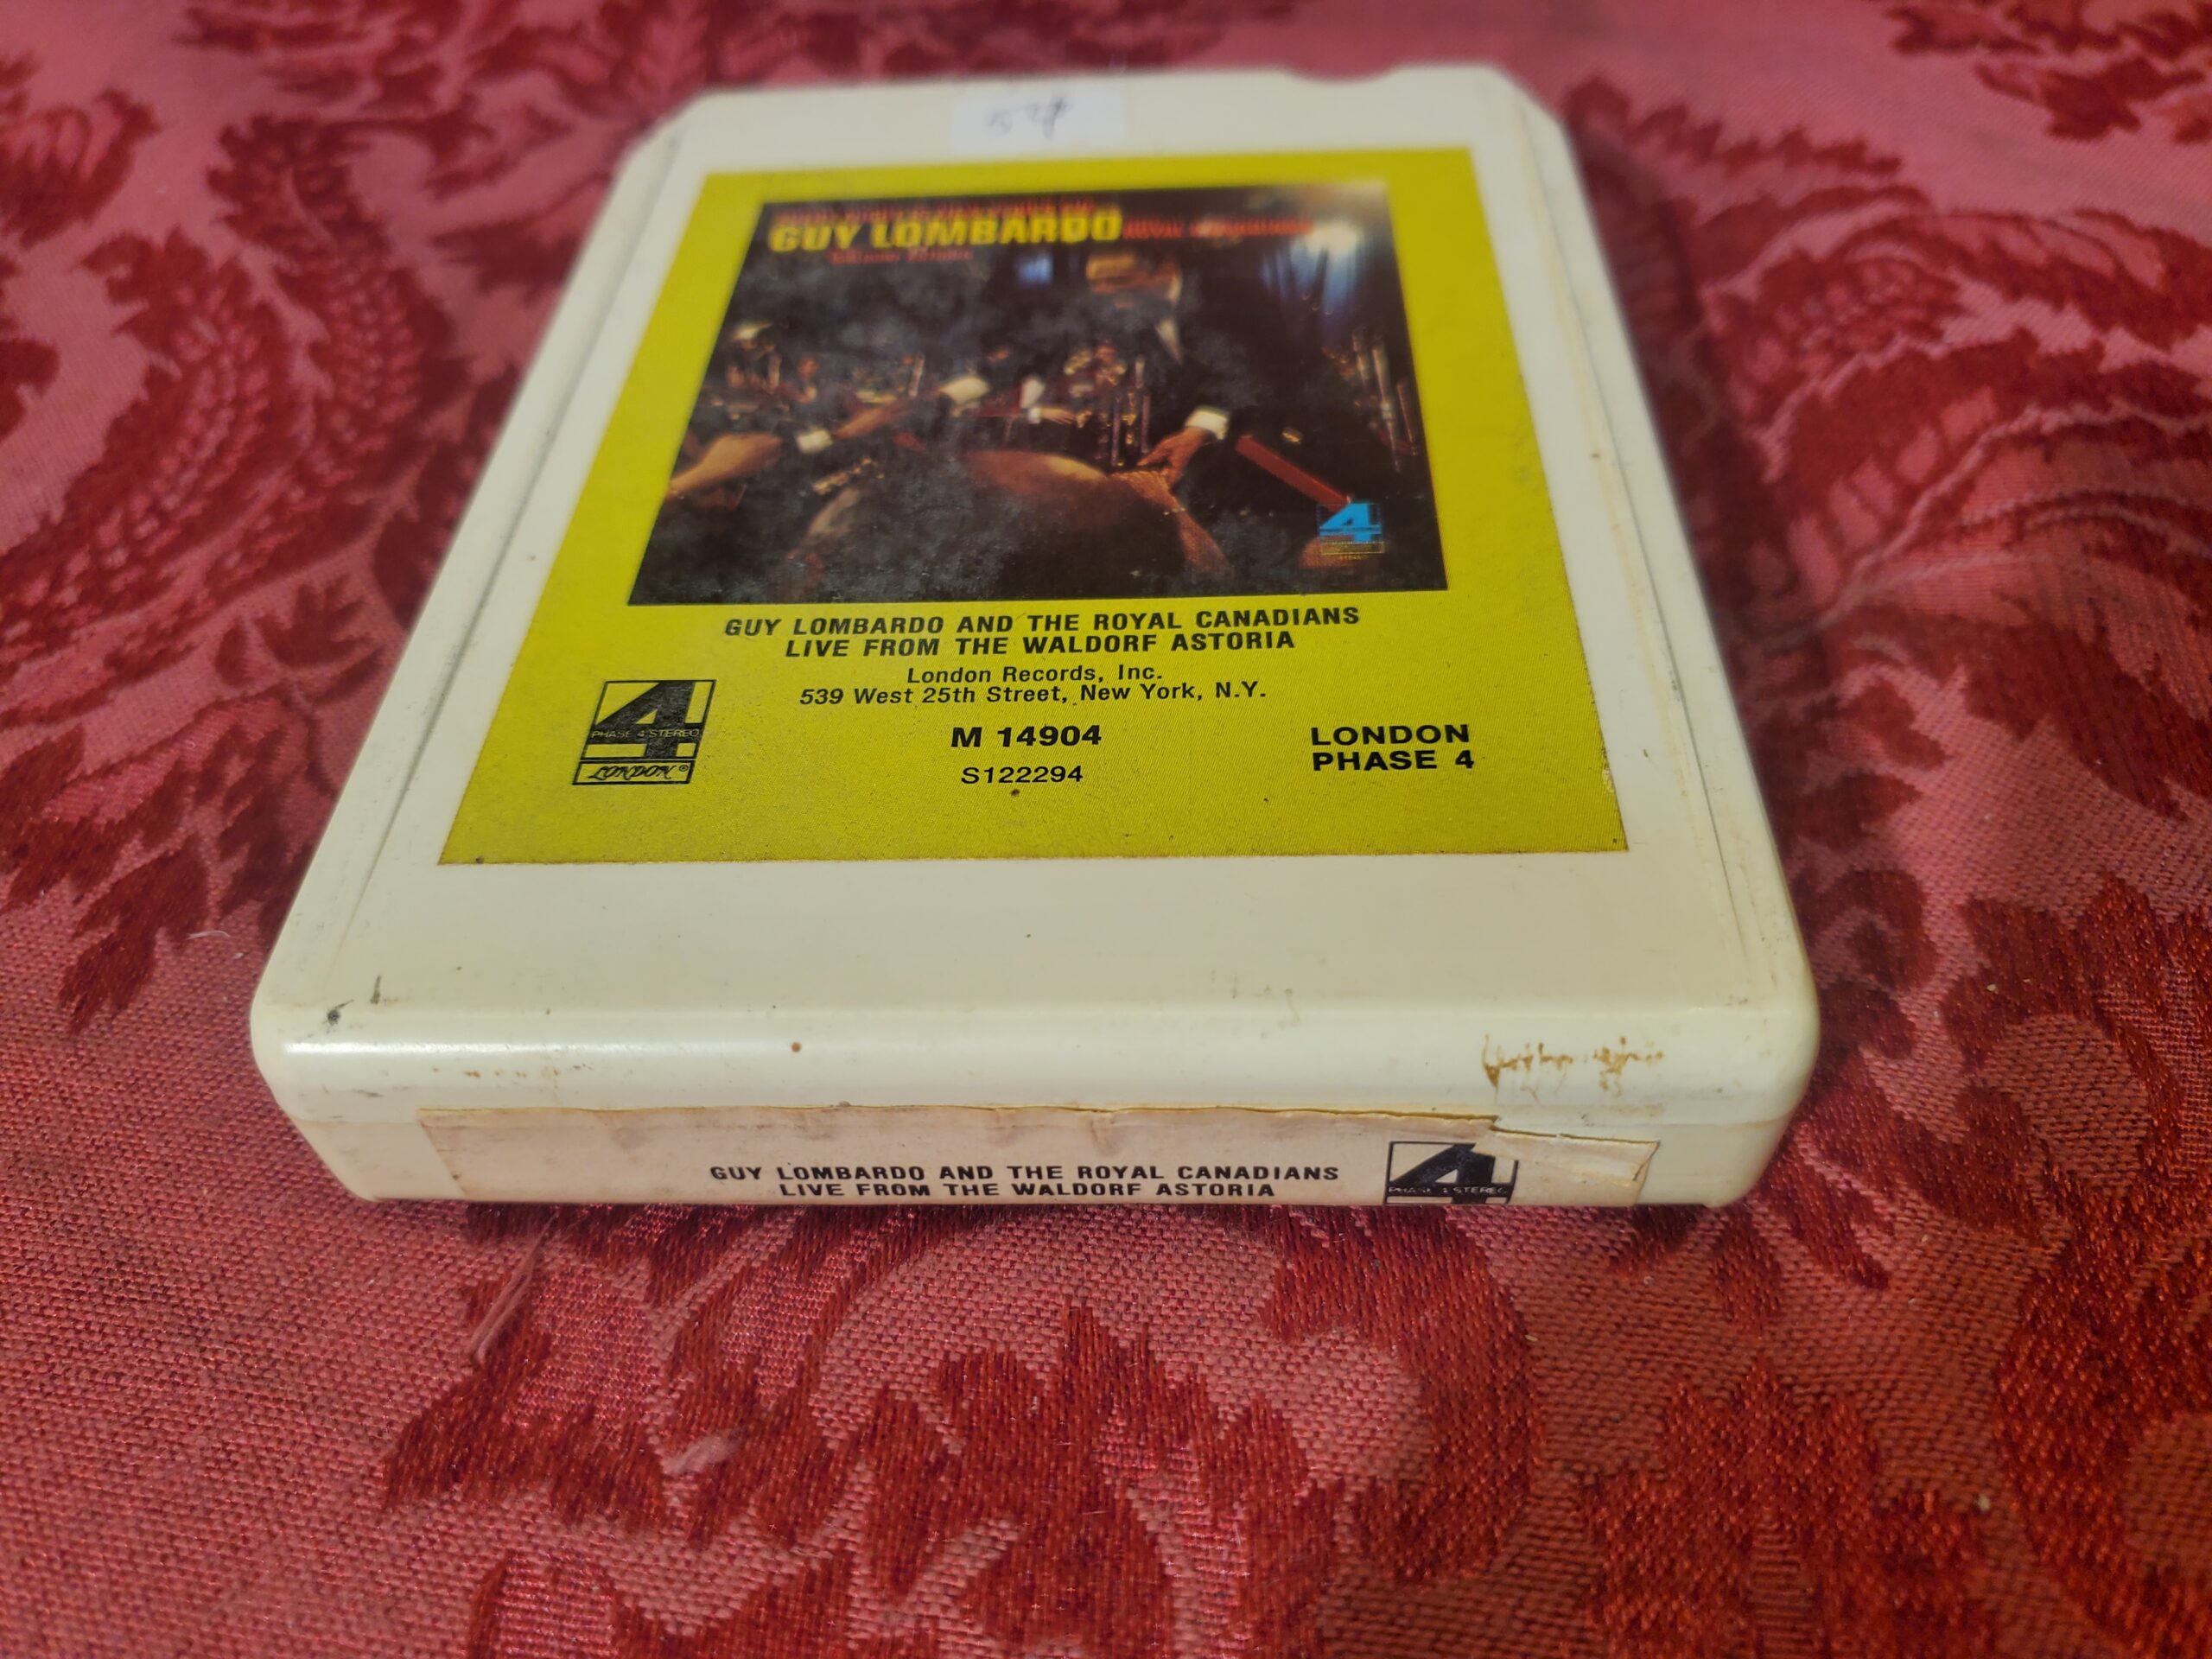 GUY LOMBARDO
GUY LOMBARDO AND THE ROYAL CANADIANS
LIVE FROM THE WALDORF ASTORIA
London Records, Inc.
539 West 25th Street, New York, N.Y.
4
PHASE 4 STEREO
LONDON®
M 14904
S122294
LONDON
PHASE 4
4
GUY LOMBARDO AND THE ROYAL CANADIANS
LIVE FROM THE WALDORF ASTORIA
4
PHASE 4 STEREO